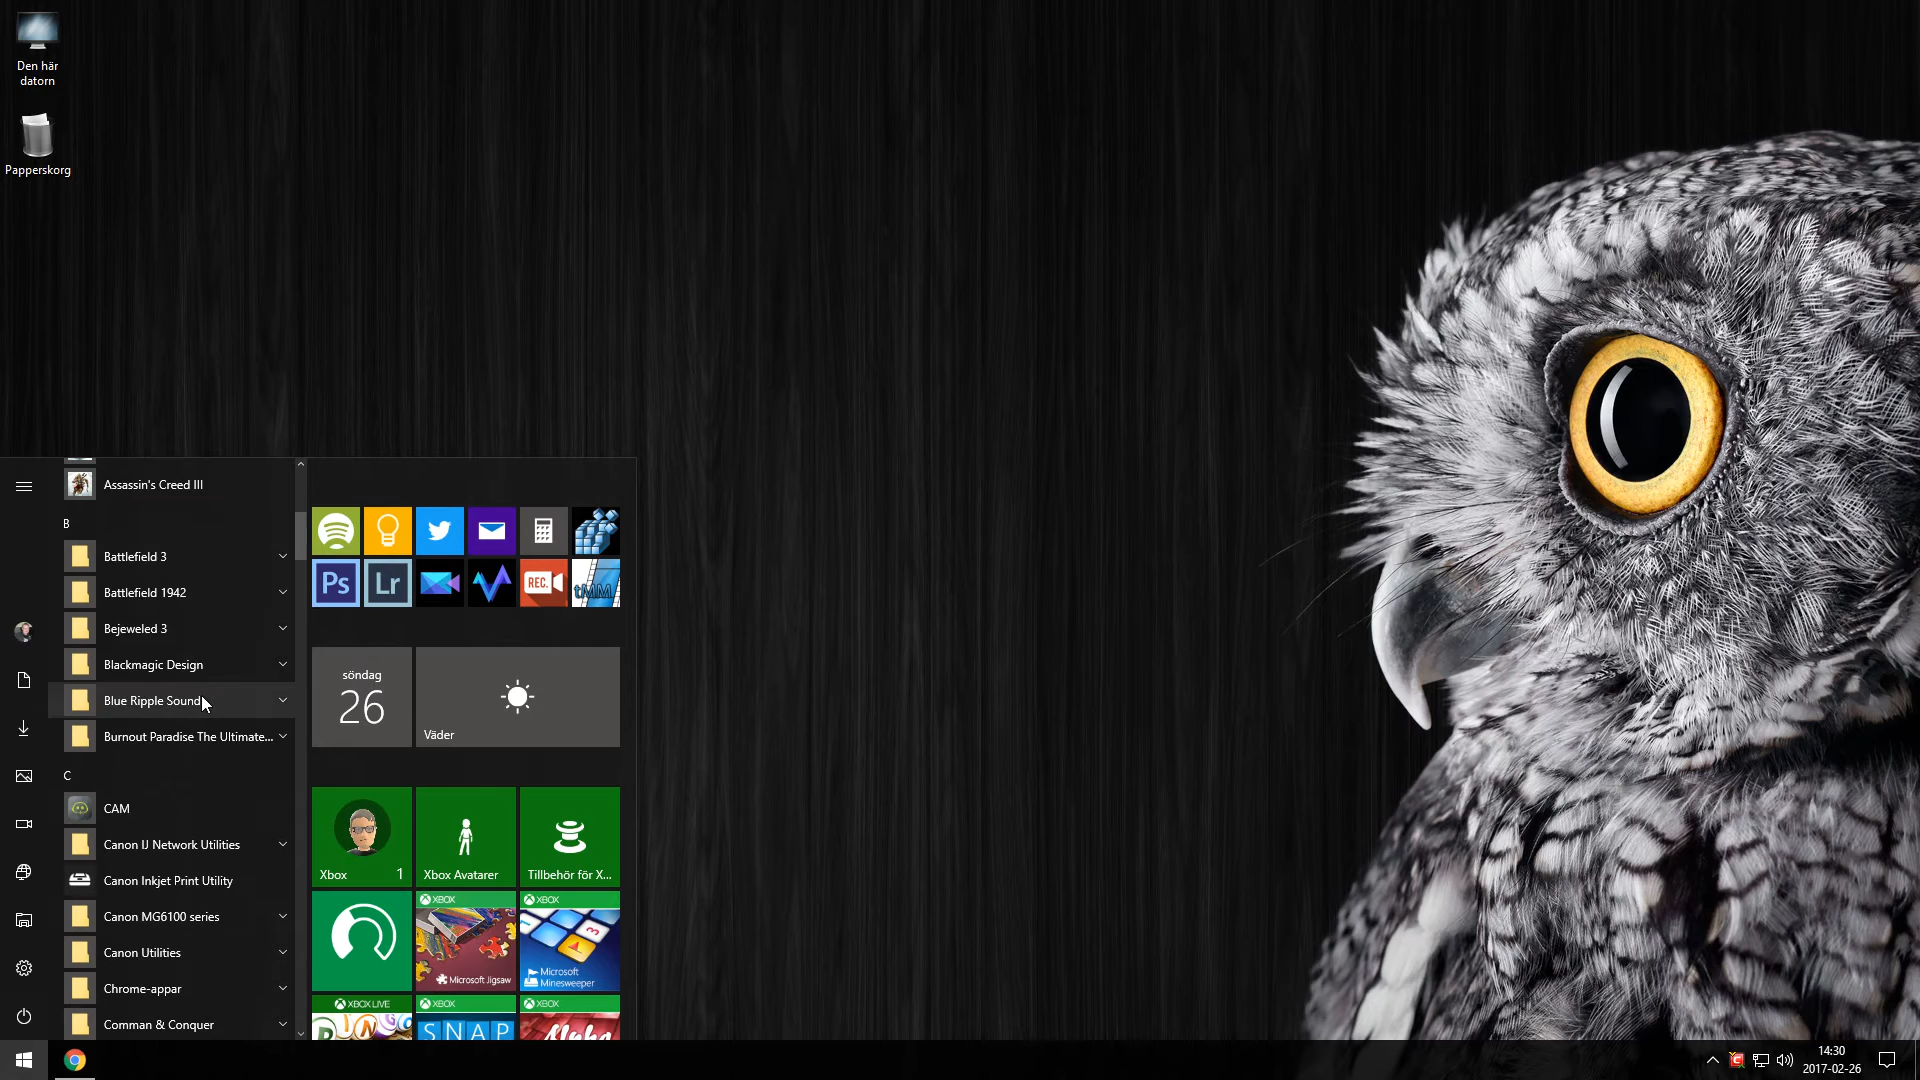 Den här
datorn
Papperskorg
Assassin's Creed III
B
Battlefield 3
Battlefield 1942
Bejeweled 3
Blackmagic Design
Blue Ripple Sound
Burnout Paradise The Ultimate...
C
CAM
Canon IJ Network Utilities
Canon Inkjet Print Utility
Canon MG6100 series
Canon Utilities
Chrome-appar
Comman & Conquer
Ps
Lr
REC.
tMM
söndag
26
Väder
Xbox 1
Xbox Avatarer
Tillbehör för X...
XBOX
Microsoft Jigsaw
XBOX
3
Microsoft
Minesweeper
XBOX LIVE
XBOX
SNAP
XBOX
14:30
2017-02-26